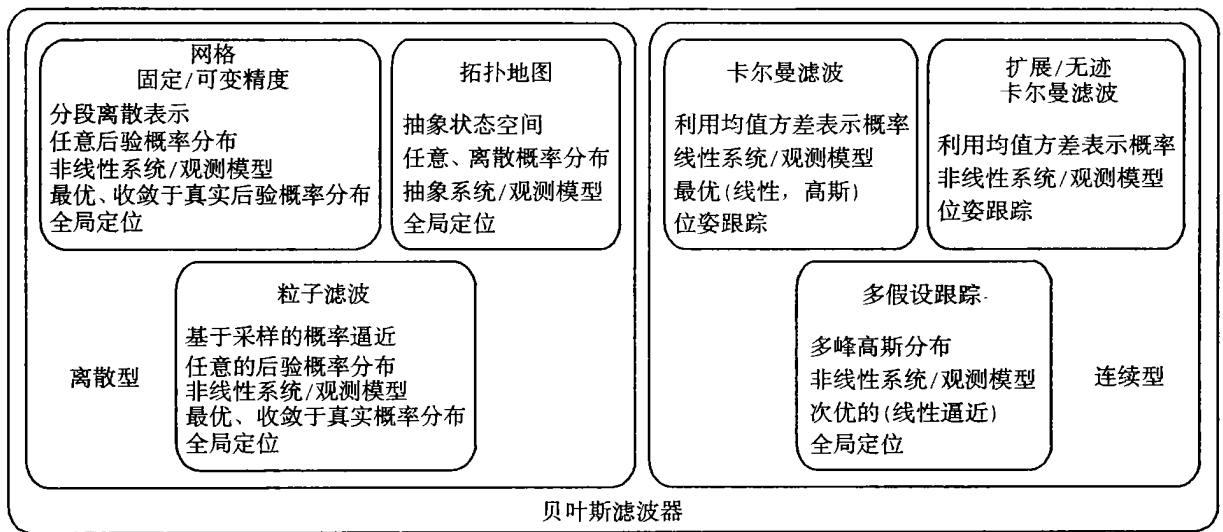 网格
固定/可变精度
分段离散表示
任意后验概率分布
非线性系统/观测模型
最优、收敛于真实后验概率分布
全局定位
拓扑地图
抽象状态空间
任意、离散概率分布
抽象系统/观测模型
全局定位
粒子滤波
基于采样的概率逼近
任意的后验概率分布
非线性系统/观测模型
最优、收敛于真实概率分布
全局定位
离散型
卡尔曼滤波
利用均值方差表示概率
线性系统/观测模型
最优(线性，高斯)
位姿跟踪
扩展/无迹
卡尔曼滤波
利用均值方差表示概率
非线性系统/观测模型
位姿跟踪
多假设跟踪
多峰高斯分布
非线性系统/观测模型
次优的(线性逼近)
全局定位
连续型
贝叶斯滤波器